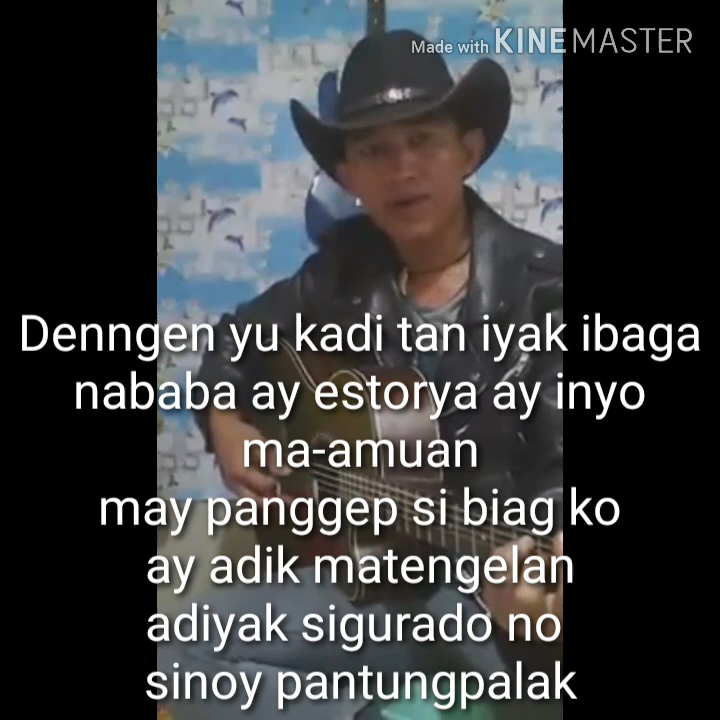 Made with KINEMASTER
Denngen yu kadi tan iyak ibaga
nababa ay estorya ay inyo
ma-amuan
may panggep si biag ko
ay adik matengelan
adiyak sigurado no
sinoy pantungpalak